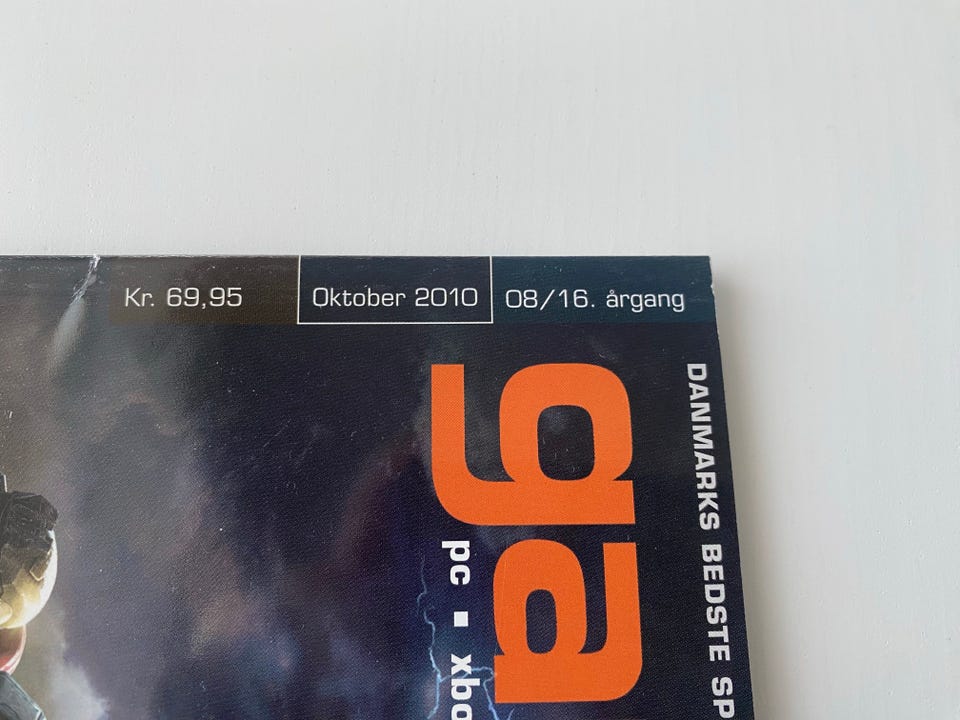 Kr. 69,95
Oktober 2010
08/16. årgang
DANMARKS BEDSTE SP
ga
pc ▪ xbo